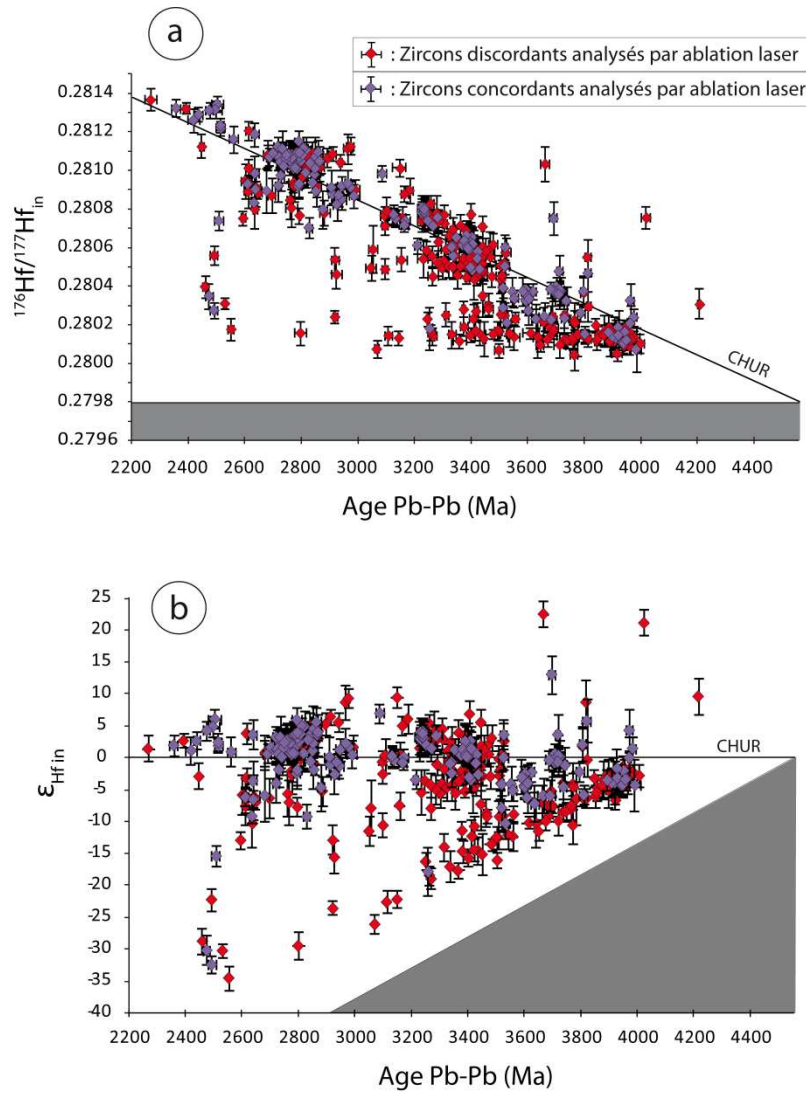 a
: Zircons discordants analysés par ablation laser
: Zircons concordants analysés par ablation laser
0.2814
0.2812
0.2810
0.2808
0.2806
0.2804
0.2802
0.2800
0.2798
0.2796
176Hf/177Hfin
CHUR
2200 2400 2600 2800 3000 3200 3400 3600 3800 4000 4200 4400
Age Pb-Pb (Ma)
b
25
20
15
10
5
0
-5
-10
-15
-20
-25
-30
-35
-40
εHf in
CHUR
2200 2400 2600 2800 3000 3200 3400 3600 3800 4000 4200 4400
Age Pb-Pb (Ma)